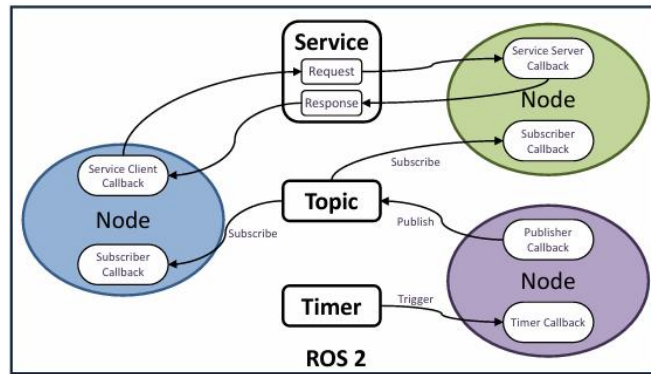 Service
Request
Response
Service Server
Callback
Node
Subscriber
Callback
Subscribe
Service Client
Callback
Node
Subscriber
Callback
Topic
Subscribe
Publish
Publisher
Callback
Node
Timer Callback
Timer
Trigger
ROS 2